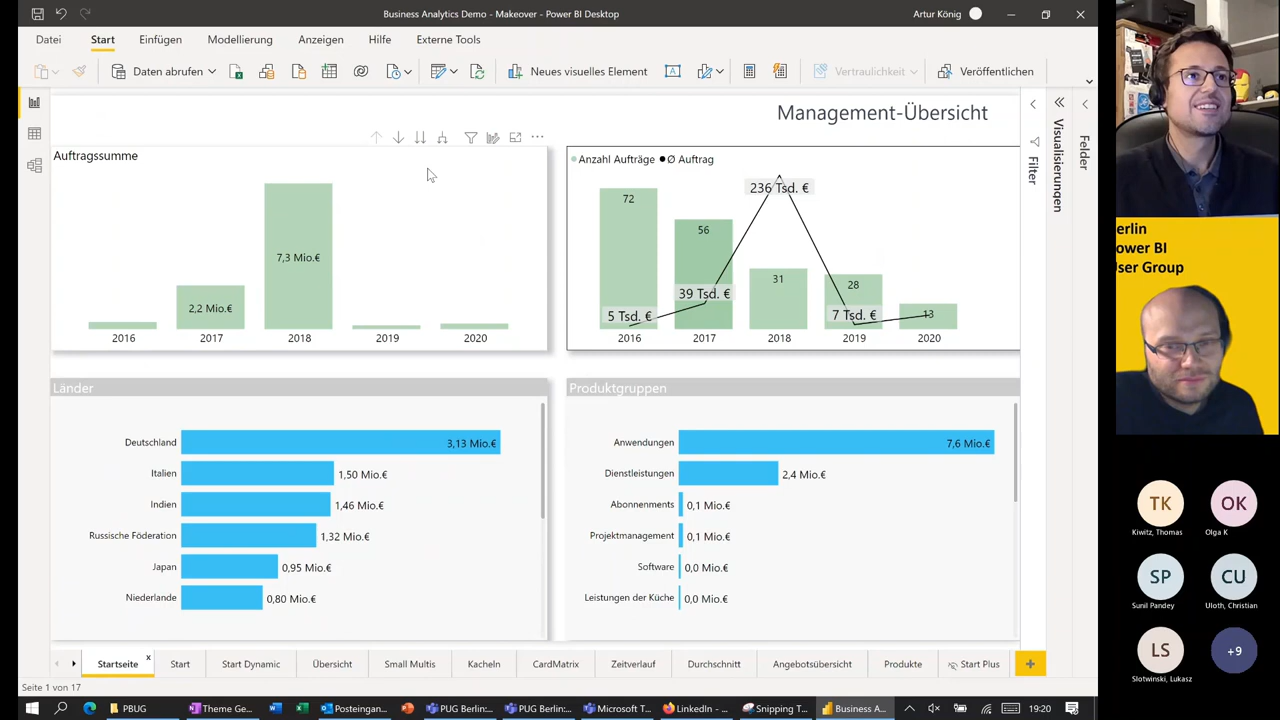 Business Analytics Demo - Makeover - Power BI Desktop
Artur König
Datei
Start
Einfügen
Modellierung
Anzeigen
Hilfe
Externe Tools
Daten abrufen
Neues visuelles Element
Vertraulichkeit
Veröffentlichen
Management-Übersicht
Auftragssumme
7,3 Mio.€
2,2 Mio.€
2016
2017
2018
2019
2020
Anzahl Aufträge
Ø Auftrag
236 Tsd. €
72
56
31
28
39 Tsd. €
5 Tsd. €
7 Tsd. €
13
2016
2017
2018
2019
2020
Länder
Deutschland
3,13 Mio.€
Italien
1,50 Mio.€
Indien
1,46 Mio.€
Russische Föderation
1,32 Mio.€
Japan
0,95 Mio.€
Niederlande
0,80 Mio.€
Produktgruppen
Anwendungen
7,6 Mio.€
Dienstleistungen
2,4 Mio.€
Abonnenments
0,1 Mio.€
Projektmanagement
0,1 Mio.€
Software
0,0 Mio.€
Leistungen der Küche
0,0 Mio.€
Filter
Visualisierungen
Felder
Startseite
Start
Start Dynamic
Übersicht
Small Multis
Kacheln
CardMatrix
Zeitverlauf
Durchschnitt
Angebotsübersicht
Produkte
Start Plus
Seite 1 von 17
PBUG
Theme Ge...
Posteingan...
PUG Berlin:...
PUG Berlin:...
Microsoft T...
LinkedIn - ...
Snipping T...
Business A...
19:20
erlin
ower BI
ser Group
TK
Kiwitz, Thomas
OK
Olga K
SP
Sunil Pandey
CU
Uloth, Christian
LS
Slotwinski, Lukasz
+9